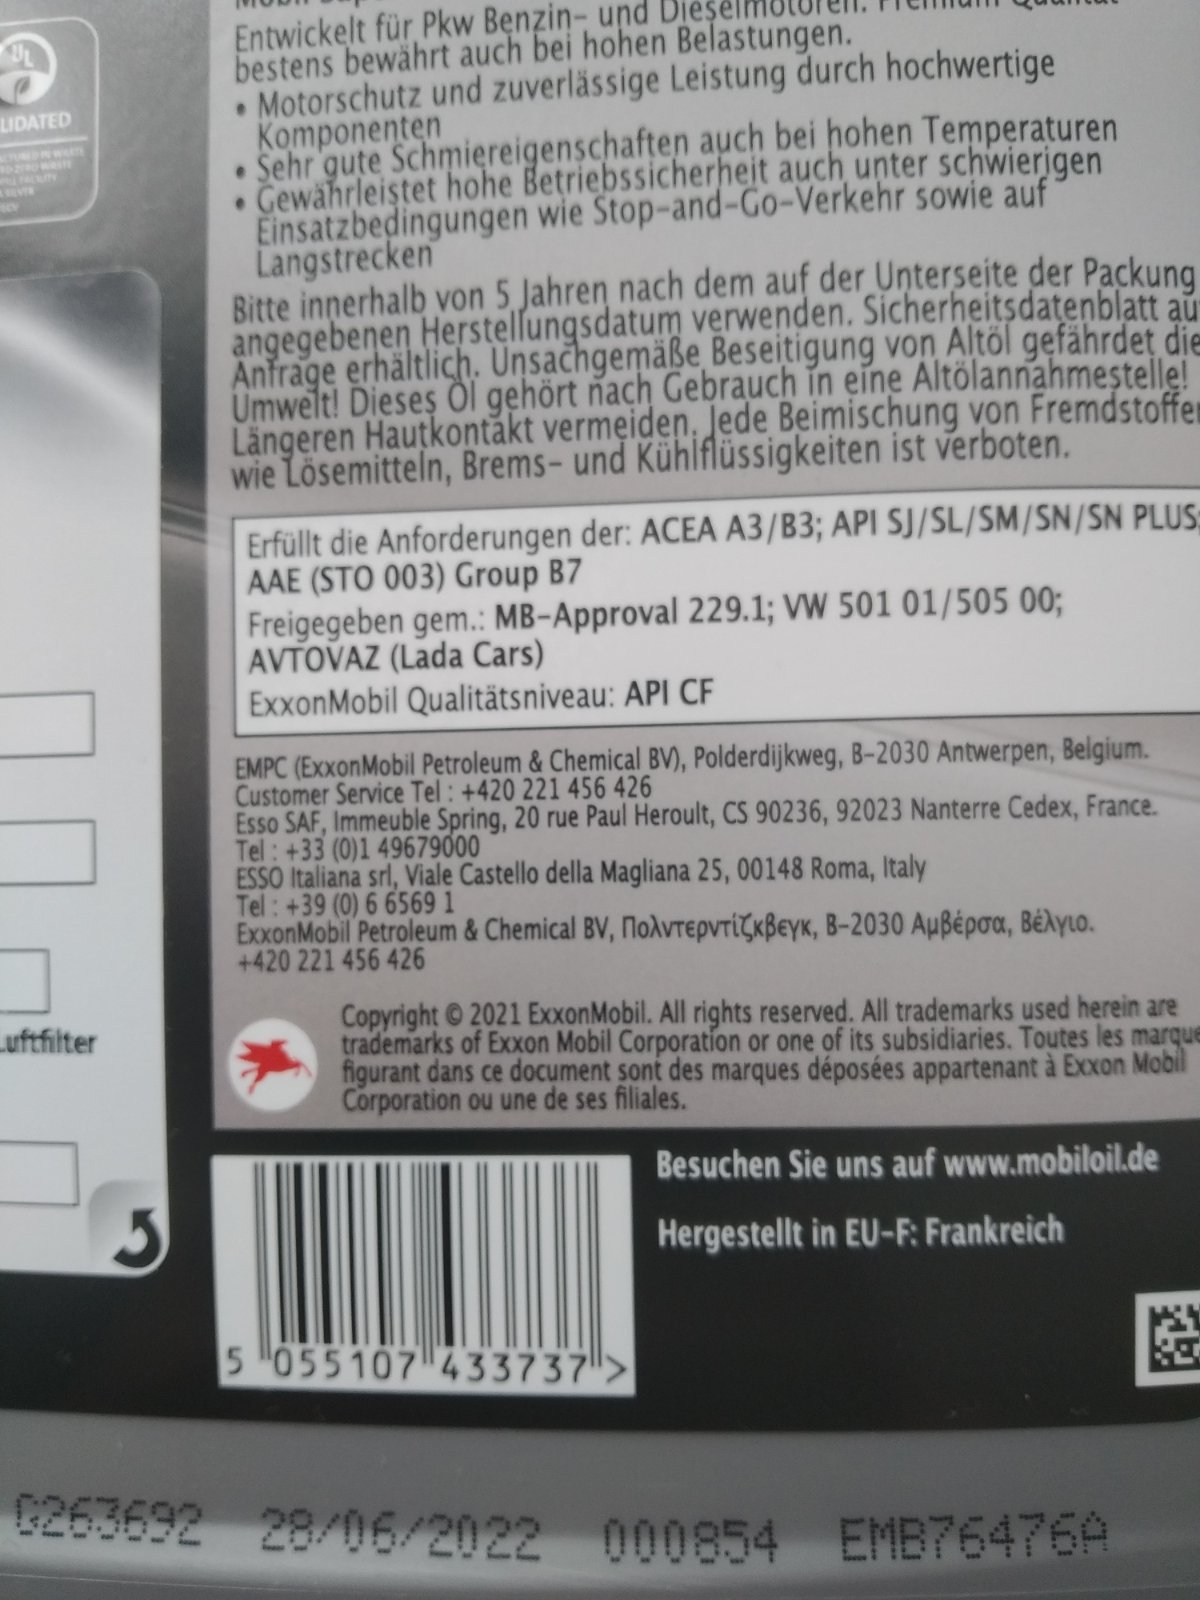 Entwickelt für Pkw Benzin- und Dieselmotoren. Premium Qualität
bestens bewährt auch bei hohen Belastungen.
• Motorschutz und zuverlässige Leistung durch hochwertige
Komponenten
• Sehr gute Schmiereigenschaften auch bei hohen Temperaturen
• Gewährleistet hohe Betriebssicherheit auch unter schwierigen
Einsatzbedingungen wie Stop-and-Go-Verkehr sowie auf
Langstrecken
Bitte innerhalb von 5 Jahren nach dem auf der Unterseite der Packung
angegebenen Herstellungsdatum verwenden. Sicherheitsdatenblatt au
Anfrage erhältlich. Unsachgemäße Beseitigung von Altöl gefährdet die
Umwelt! Dieses Öl gehört nach Gebrauch in eine Altölannahmestelle!
Längeren Hautkontakt vermeiden. Jede Beimischung von Fremdstoffen
wie Lösemitteln, Brems- und Kühlflüssigkeiten ist verboten.
Erfüllt die Anforderungen der: ACEA A3/B3; API SJ/SL/SM/SN/SN PLUS;
AAE (STO 003) Group B7
Freigegeben gem.: MB-Approval 229.1; VW 501 01/505 00;
AVTOVAZ (Lada Cars)
ExxonMobil Qualitätsniveau: API CF
EMPC (ExxonMobil Petroleum & Chemical BV), Polderdijkweg, B-2030 Antwerpen, Belgium.
Customer Service Tel : +420 221 456 426
Esso SAF, Immeuble Spring, 20 rue Paul Heroult, CS 90236, 92023 Nanterre Cedex, France.
Tel : +33 (0)1 49679000
ESSO Italiana srl, Viale Castello della Magliana 25, 00148 Roma, Italy
Tel : +39 (0) 6 6569 1
ExxonMobil Petroleum & Chemical BV, Πολντερντίζκβεγκ, B-2030 Αμβέρσα, Βέλγιο.
+420 221 456 426
Copyright © 2021 ExxonMobil. All rights reserved. All trademarks used herein are
trademarks of Exxon Mobil Corporation or one of its subsidiaries. Toutes les marque
figurant dans ce document sont des marques déposées appartenant à Exxon Mobil
Corporation ou une de ses filiales.
UL
LIDATED
Luftfilter
Besuchen Sie uns auf www.mobiloil.de
Hergestellt in EU-F: Frankreich
5 055107 433737 >
G263692 28/06/2022 000854 EMB76476A